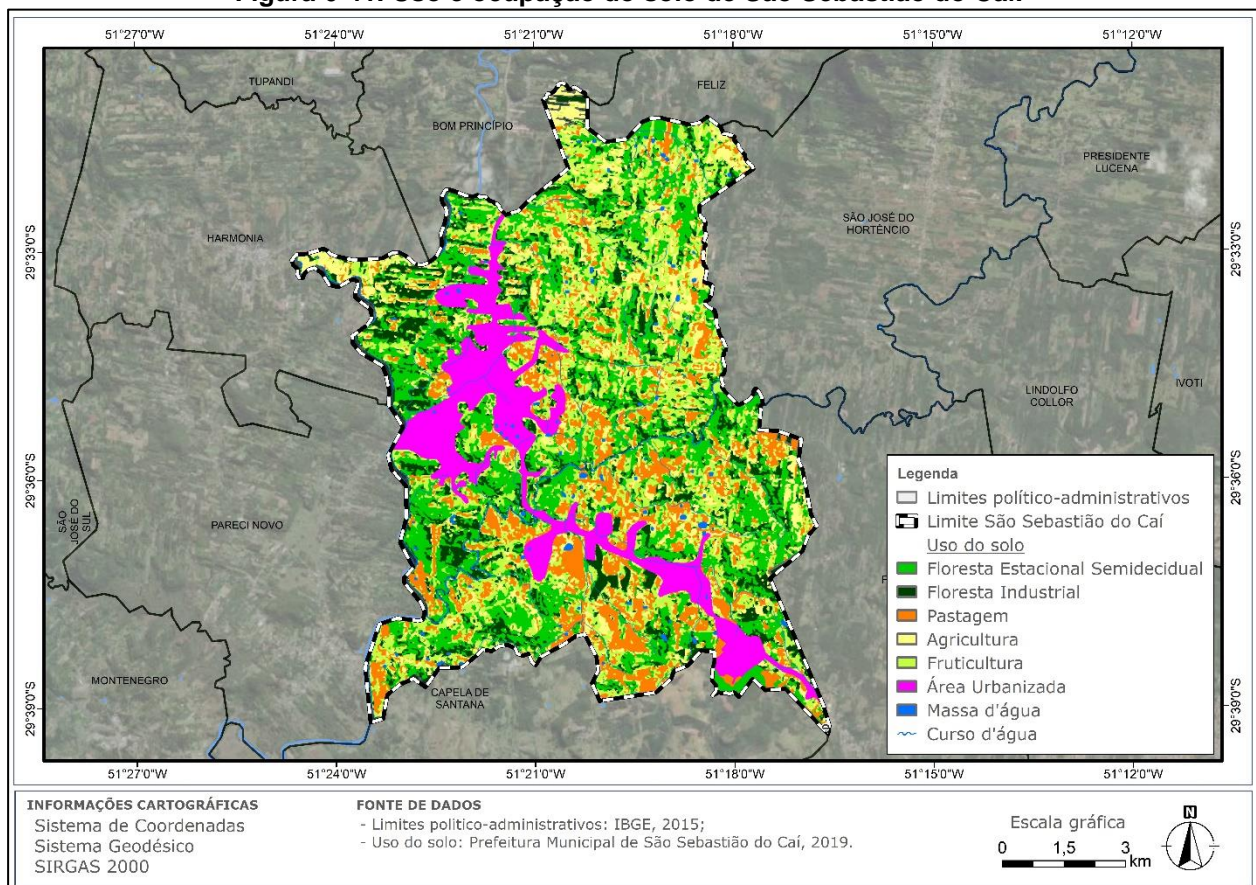 51°27'0"W
51°24'0"W
51°21'0"W
51°18'0"W
51°15'0"W
51°12'0"W
TUPANDI
FELIZ
BOM PRINCÍPIO
PRESIDENTE
LUCENA
SÃO JOSÉ DO
HORTÊNCIO
HARMONIA
29°33'0"S
29°33'0"S
LINDOLFO
COLLOR
IVOTI
29°36'0"S
29°36'0"S
SÃO
JOSÉ DO
SUL
PARECI NOVO
MONTENEGRO
CAPELA DE
SANTANA
29°39'0"S
29°39'0"S
Legenda
Limites político-administrativos
Limite São Sebastião do Caí
Uso do solo
Floresta Estacional Semidecidual
Floresta Industrial
Pastagem
Agricultura
Fruticultura
Área Urbanizada
Massa d'água
Curso d'água
51°27'0"W
51°24'0"W
51°21'0"W
51°18'0"W
51°15'0"W
51°12'0"W
INFORMAÇÕES CARTOGRÁFICAS
Sistema de Coordenadas
Sistema Geodésico
SIRGAS 2000
FONTE DE DADOS
- Limites politico-administrativos: IBGE, 2015;
- Uso do solo: Prefeitura Municipal de São Sebastião do Caí, 2019.
Escala gráfica
0 1,5 3
km
N